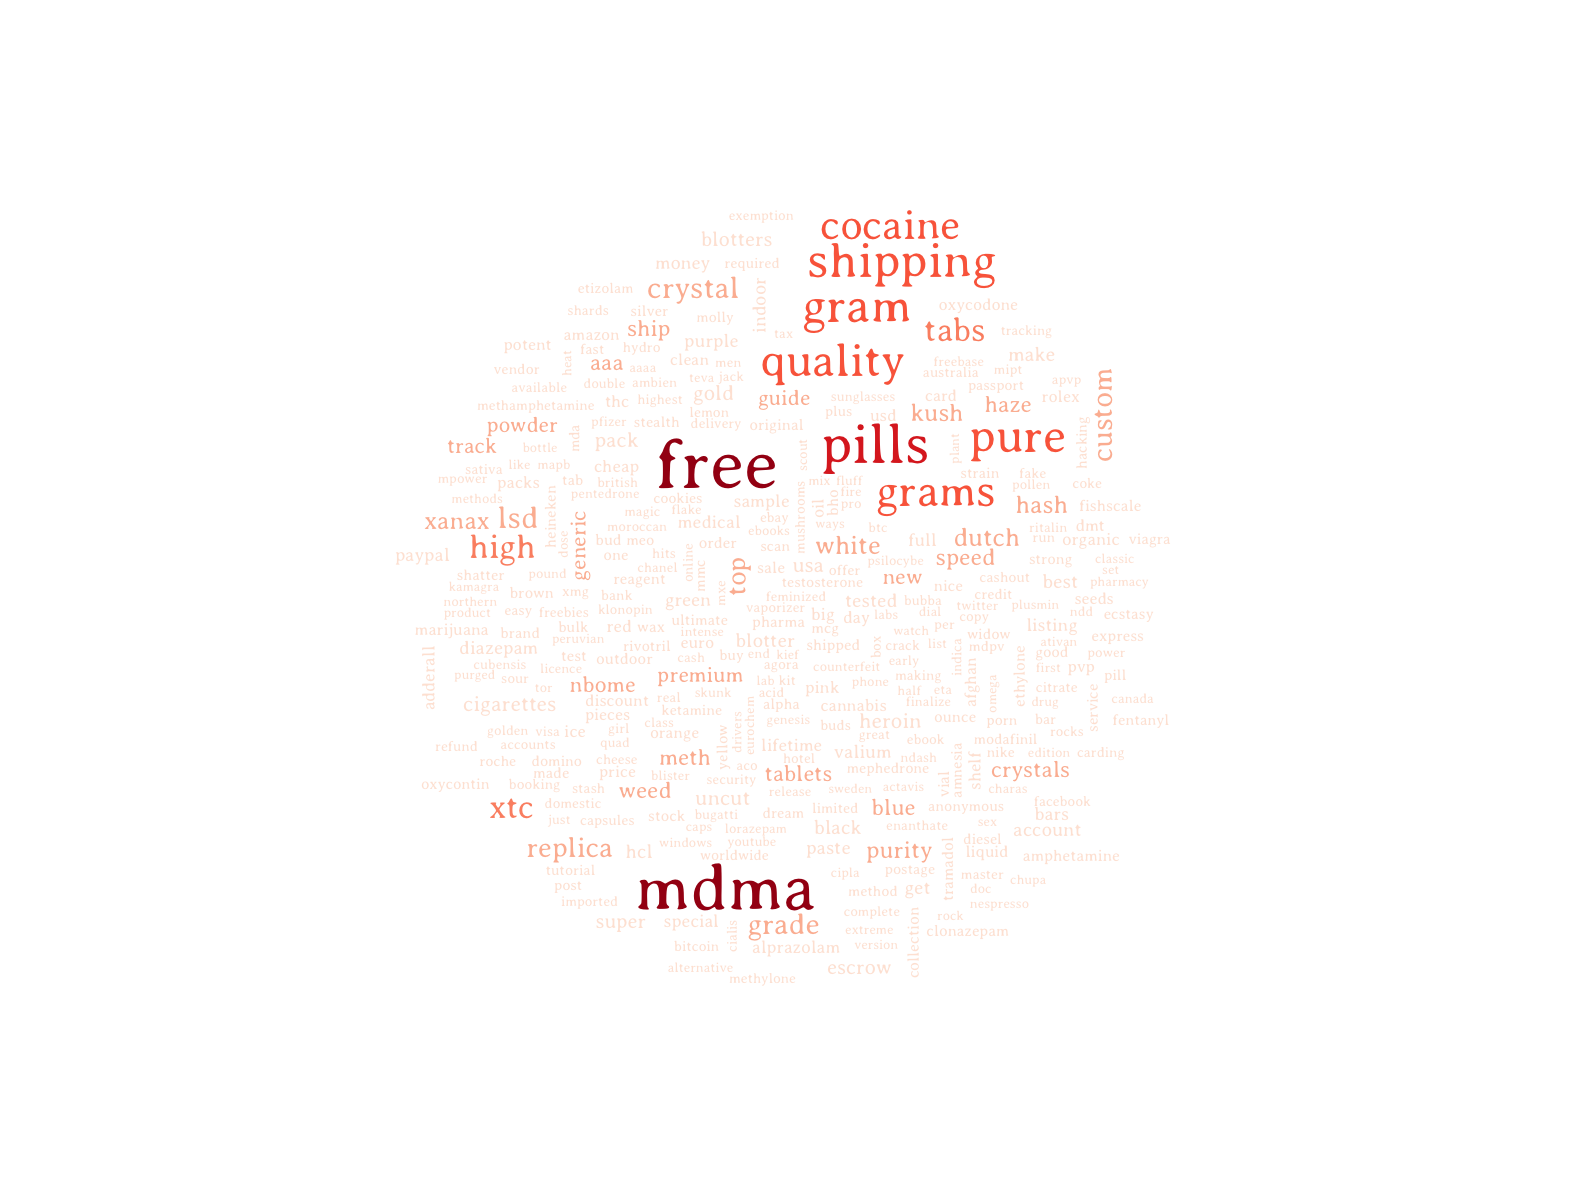 exemption
cocaine
blotters
shipping
money required
crystal
etizolam
indoor
gram
oxycodone
shards silver
molly
tabs
tracking
ship
tax
amazon
potent
purple
quality
make
fast hydro
heat
aaa
aaaa
clean men
freebase
australia
mipt
vendor
teva jack
passport
apvp
available double ambien
gold
custom
methamphetamine thc highest
guide
sunglasses
card
rolex
lemon
plus
usd
kush
haze
powder
pfizer stealth delivery original
mda
track
bottle
pack
free
pills
pure
plant
hacking
scout
sativa like mapb cheap
strain fake
mpower packs tab british
mix fluff
pollen coke
methods
pentedrone cookies
sample
fire
grams
hash
fishscale
heineken
magic flake
mushrooms
oil
bho
pro
xanax lsd
generic
moroccan medical ebay
ebooks
ways btc
ritalin dmt
high
dose
bud meo
order
scan
white
full
dutch
run organic viagra
paypal
one hits
online
mmc
top
chanel
sale usa offer
psilocybe
speed
strong classic
shatter pound
reagent
testosterone
new
cashout
set
best pharmacy
kamagra
brown xmg bank
mxe
feminized
nice credit
northern
green
vaporizer
tested bubba twitter plusmin seeds
product easy freebies klonopin
big day labs dial copy
ndd ecstasy
marijuana brand bulk red wax ultimate
pharma
mcg
watch per
listing
intense
peruvian
widow
express
diazepam
rivotril euro
blotter
shipped
box
crack list
indica
mdpv
ativan
good power
adderall
test outdoor cash buy end kief
agora
early
cubensis
purged sour
licence
counterfeit
making
afghan
first pvp pill
tor
nbome
premium
lab kit
pink phone half eta
omega
ethylone
citrate
skunk acid
cigarettes
discount real
alpha cannabis finalize
drug
service
canada
pieces class ketamine
drivers
eurochem
genesis buds
heroin ounce porn bar
fentanyl
golden visa ice girl
orange
yellow
great ebook modafinil
rocks
refund accounts quad
lifetime valium
ndash
amnesia
shelf
nike edition carding
roche domino cheese
meth
hotel
made price blister
aco
tablets mephedrone
vial
crystals
oxycontin booking stash
weed
security
release sweden actavis
charas
xtc
domestic
uncut
blue anonymous
facebook
just capsules stock bugatti dream limited
bars
caps lorazepam
black
enanthate sex
account
replica hcl
windows youtube
worldwide
paste
purity
tramadol
diesel
liquid
amphetamine
tutorial
post
mdma
cipla
postage
master
chupa
method get
doc
nespresso
imported
complete
rock
super special
grade
extreme
collection
clonazepam
bitcoin
cialis
alprazolam
version
alternative
escrow
methylone